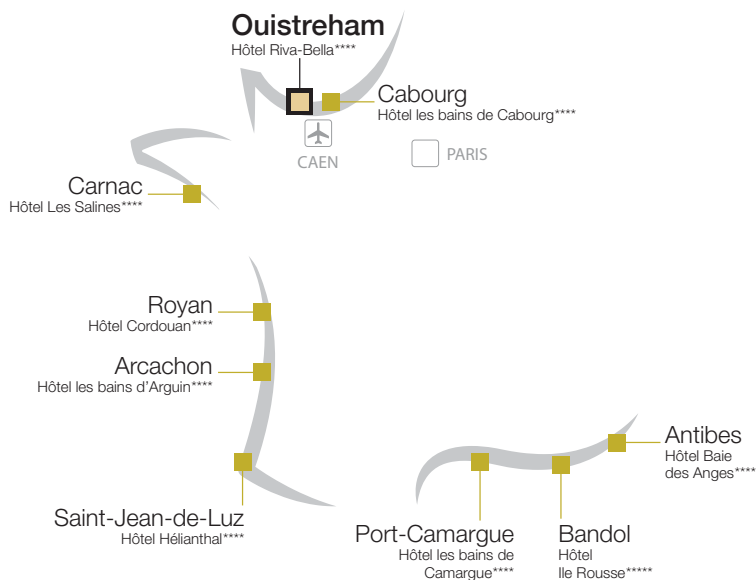 Ouistreham
Hôtel Riva-Bella****
Cabourg
Hôtel les bains de Cabourg****
CAEN
PARIS
Carnac
Hôtel Les Salines****
Royan
Hôtel Cordouan****
Arcachon
Hôtel les bains d'Arguin****
Antibes
Hôtel Baie
des Anges****
Saint-Jean-de-Luz
Hôtel Hélianthal****
Port-Camargue
Hôtel les bains de
Camargue****
Bandol
Hôtel
Ile Rousse*****